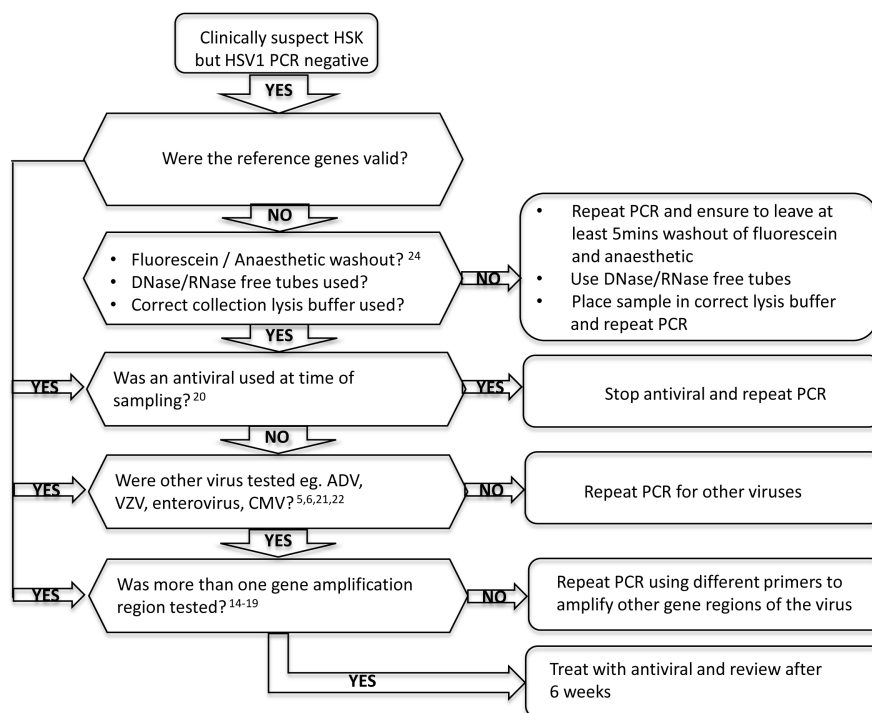 Clinically suspect HSK
but HSV1 PCR negative
YES
Were the reference genes valid?
NO
• Fluorescein / Anaesthetic washout? 24
• DNase/RNase free tubes used?
• Correct collection lysis buffer used?
NO
• Repeat PCR and ensure to leave at
least 5mins washout of fluorescein
and anaesthetic
• Use DNase/RNase free tubes
• Place sample in correct lysis buffer
and repeat PCR
YES
YES
Was an antiviral used at time of
sampling? 20
YES
Stop antiviral and repeat PCR
NO
YES
Were other virus tested eg. ADV,
VZV, enterovirus, CMV? 5,6,21,22
NO
Repeat PCR for other viruses
YES
YES
Was more than one gene amplification
region tested? 14-19
NO
Repeat PCR using different primers to
amplify other gene regions of the virus
YES
Treat with antiviral and review after
6 weeks